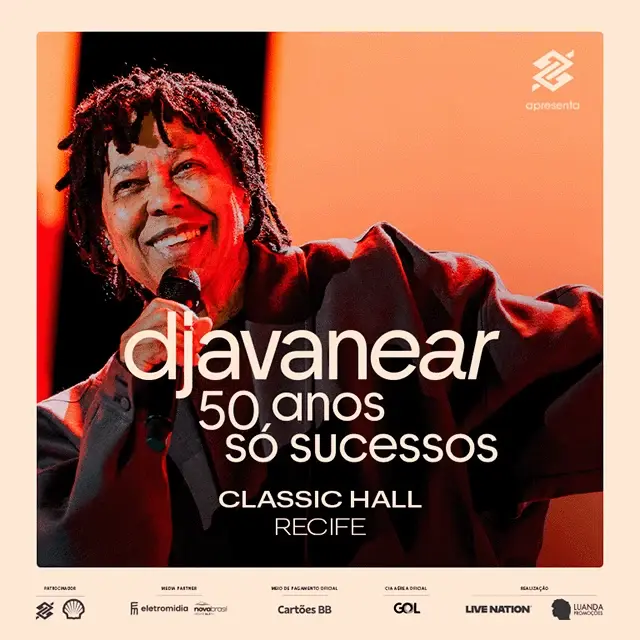 apresenta
djavanear
50 anos
só sucessos
CLASSIC HALL
RECIFE
PATROCINADOR
MEDIA PARTNER
MEIO DE PAGAMENTO OFICIAL
CIA AÉREA OFICIAL
REALIZAÇÃO
eletromidia
novabrasil
Cartões BB
GOL
LIVE NATION
LUANDA
PROMOÇÕES